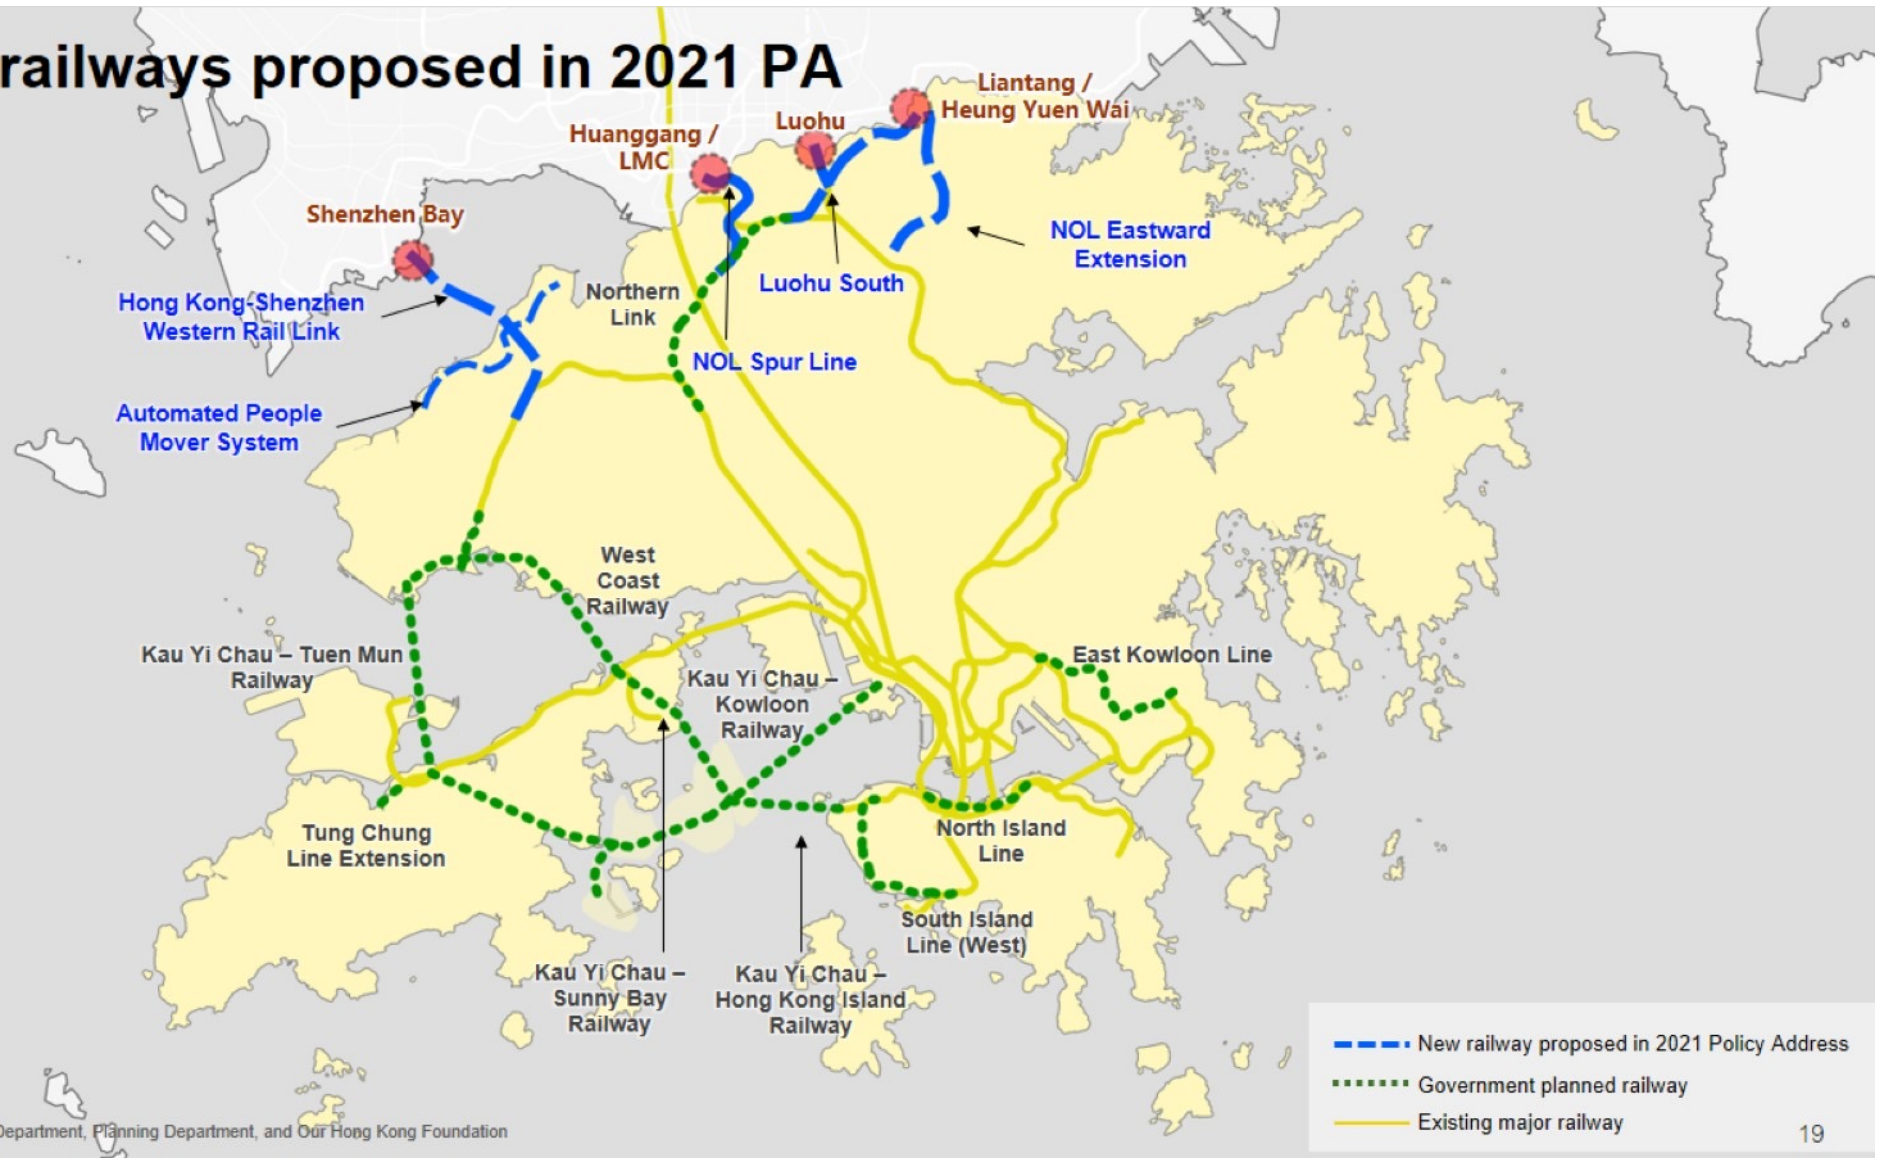 railways proposed in 2021 PA
Liantang /
Heung Yuen Wai
Luohu
Huanggang /
LMC
Shenzhen Bay
NOL Eastward
Extension
Luohu South
Northern
Link
Hong Kong-Shenzhen
Western Rail Link
NOL Spur Line
Automated People
Mover System
West
Coast
Railway
Kau Yi Chau – Tuen Mun
Railway
Kau Yi Chau –
Kowloon
Railway
East Kowloon Line
Tung Chung
Line Extension
North Island
Line
South Island
Line (West)
Kau Yi Chau –
Sunny Bay
Railway
Kau Yi Chau –
Hong Kong Island
Railway
New railway proposed in 2021 Policy Address
Government planned railway
Existing major railway
Department, Planning Department, and Our Hong Kong Foundation
19